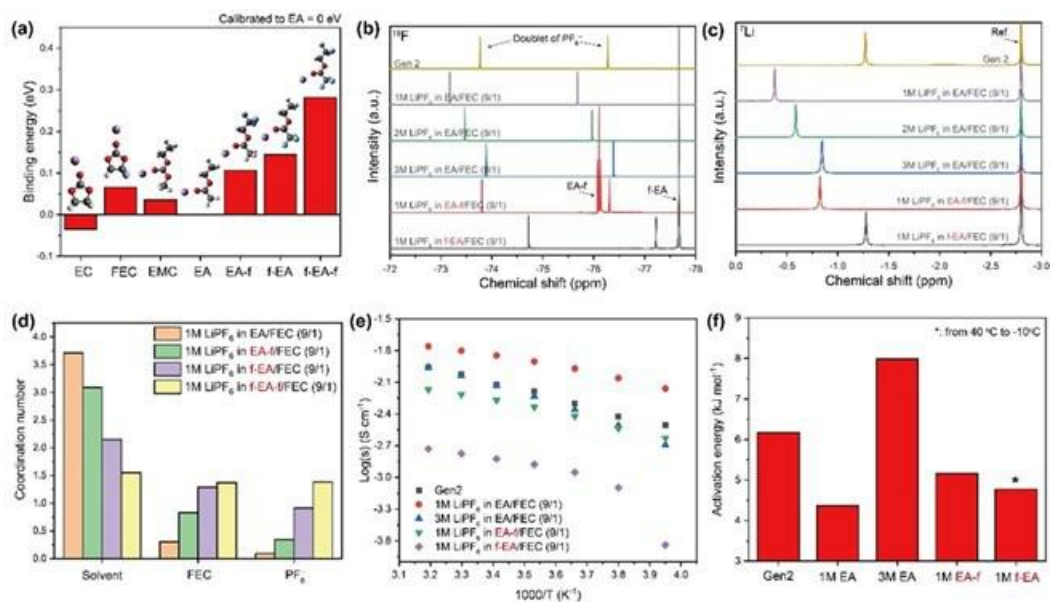 (a)
Calibrated to EA = 0 eV
Binding energy (eV)
0.4
0.3
0.2
0.1
0.0
-0.1
EC FEC EMC EA EA-f f-EA f-EA-f
(b)
¹⁹F
Doublet of PF₆⁻
Gen 2
1M LiPF₆ in EA/FEC (9/1)
2M LiPF₆ in EA/FEC (9/1)
3M LiPF₆ in EA/FEC (9/1)
EA-f
f-EA
1M LiPF₆ in EA-f/FEC (9/1)
1M LiPF₆ in f-EA/FEC (9/1)
Intensity (a.u.)
-72 -73 -74 -75 -76 -77 -78
Chemical shift (ppm)
(c)
⁷Li
Ref
Gen 2
1M LiPF₆ in EA/FEC (9/1)
2M LiPF₆ in EA/FEC (9/1)
3M LiPF₆ in EA/FEC (9/1)
1M LiPF₆ in EA-f/FEC (9/1)
1M LiPF₆ in f-EA/FEC (9/1)
Intensity (a.u.)
0.0 -0.5 -1.0 -1.5 -2.0 -2.5 -3.0
Chemical shift (ppm)
(d)
1M LiPF₆ in EA/FEC (9/1)
1M LiPF₆ in EA-f/FEC (9/1)
1M LiPF₆ in f-EA/FEC (9/1)
1M LiPF₆ in f-EA-f/FEC (9/1)
Coordination number
4.0
3.5
3.0
2.5
2.0
1.5
1.0
0.5
0.0
Solvent FEC PF₆
(e)
Log(s) (S cm⁻¹)
-1.5
-1.8
-2.1
-2.4
-2.7
-3.0
-3.8
Gen2
1M LiPF₆ in EA/FEC (9/1)
3M LiPF₆ in EA/FEC (9/1)
1M LiPF₆ in EA-f/FEC (9/1)
1M LiPF₆ in f-EA/FEC (9/1)
3.1 3.2 3.3 3.4 3.5 3.6 3.7 3.8 3.9 4.0
1000/T (K⁻¹)
(f)
*: from 40 °C to -10°C
Activation energy (kJ mol⁻¹)
9
8
7
6
5
4
3
*
Gen2 1M EA 3M EA 1M EA-f 1M f-EA